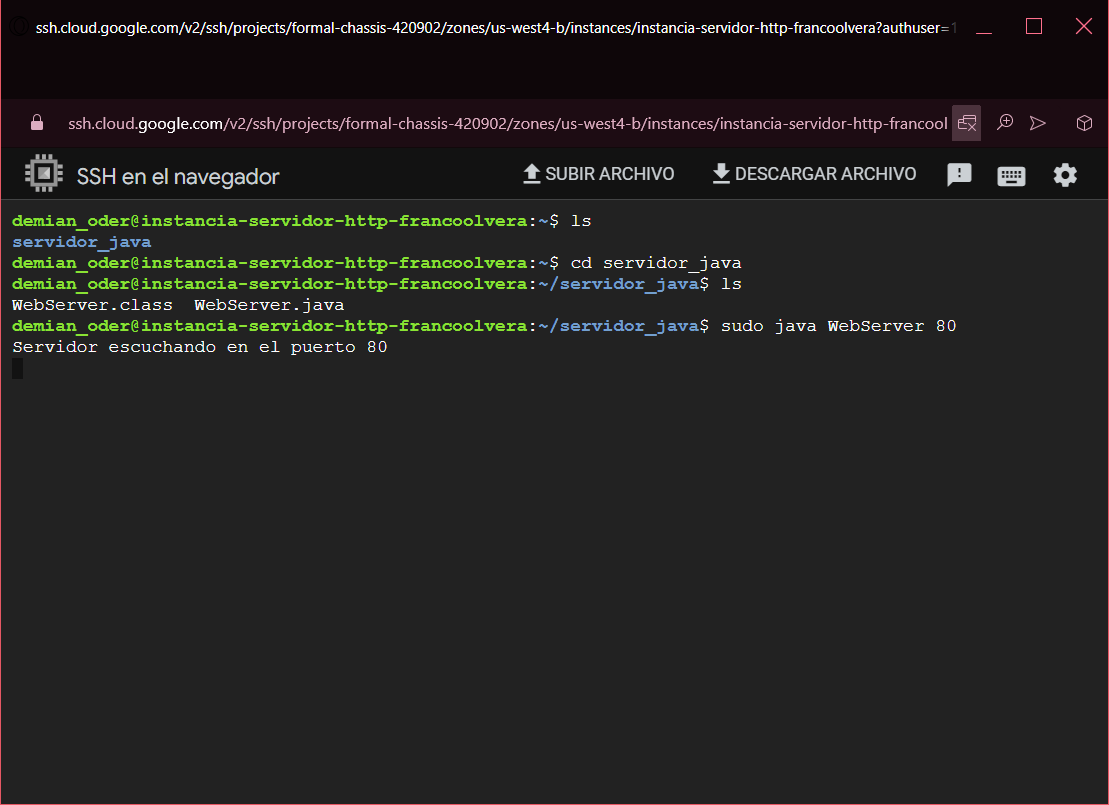 ssh.cloud.google.com/v2/ssh/projects/formal-chassis-420902/zones/us-west4-b/instances/instancia-servidor-http-francoolvera?authuser=1
ssh.cloud.google.com/v2/ssh/projects/formal-chassis-420902/zones/us-west4-b/instances/instancia-servidor-http-francool
SSH en el navegador
SUBIR ARCHIVO
DESCARGAR ARCHIVO
demian_oder@instancia-servidor-http-francoolvera:~$ ls
servidor_java
demian_oder@instancia-servidor-http-francoolvera:~$ cd servidor_java
demian_oder@instancia-servidor-http-francoolvera:~/servidor_java$ ls
WebServer.class  WebServer.java
demian_oder@instancia-servidor-http-francoolvera:~/servidor_java$ sudo java WebServer 80
Servidor escuchando en el puerto 80